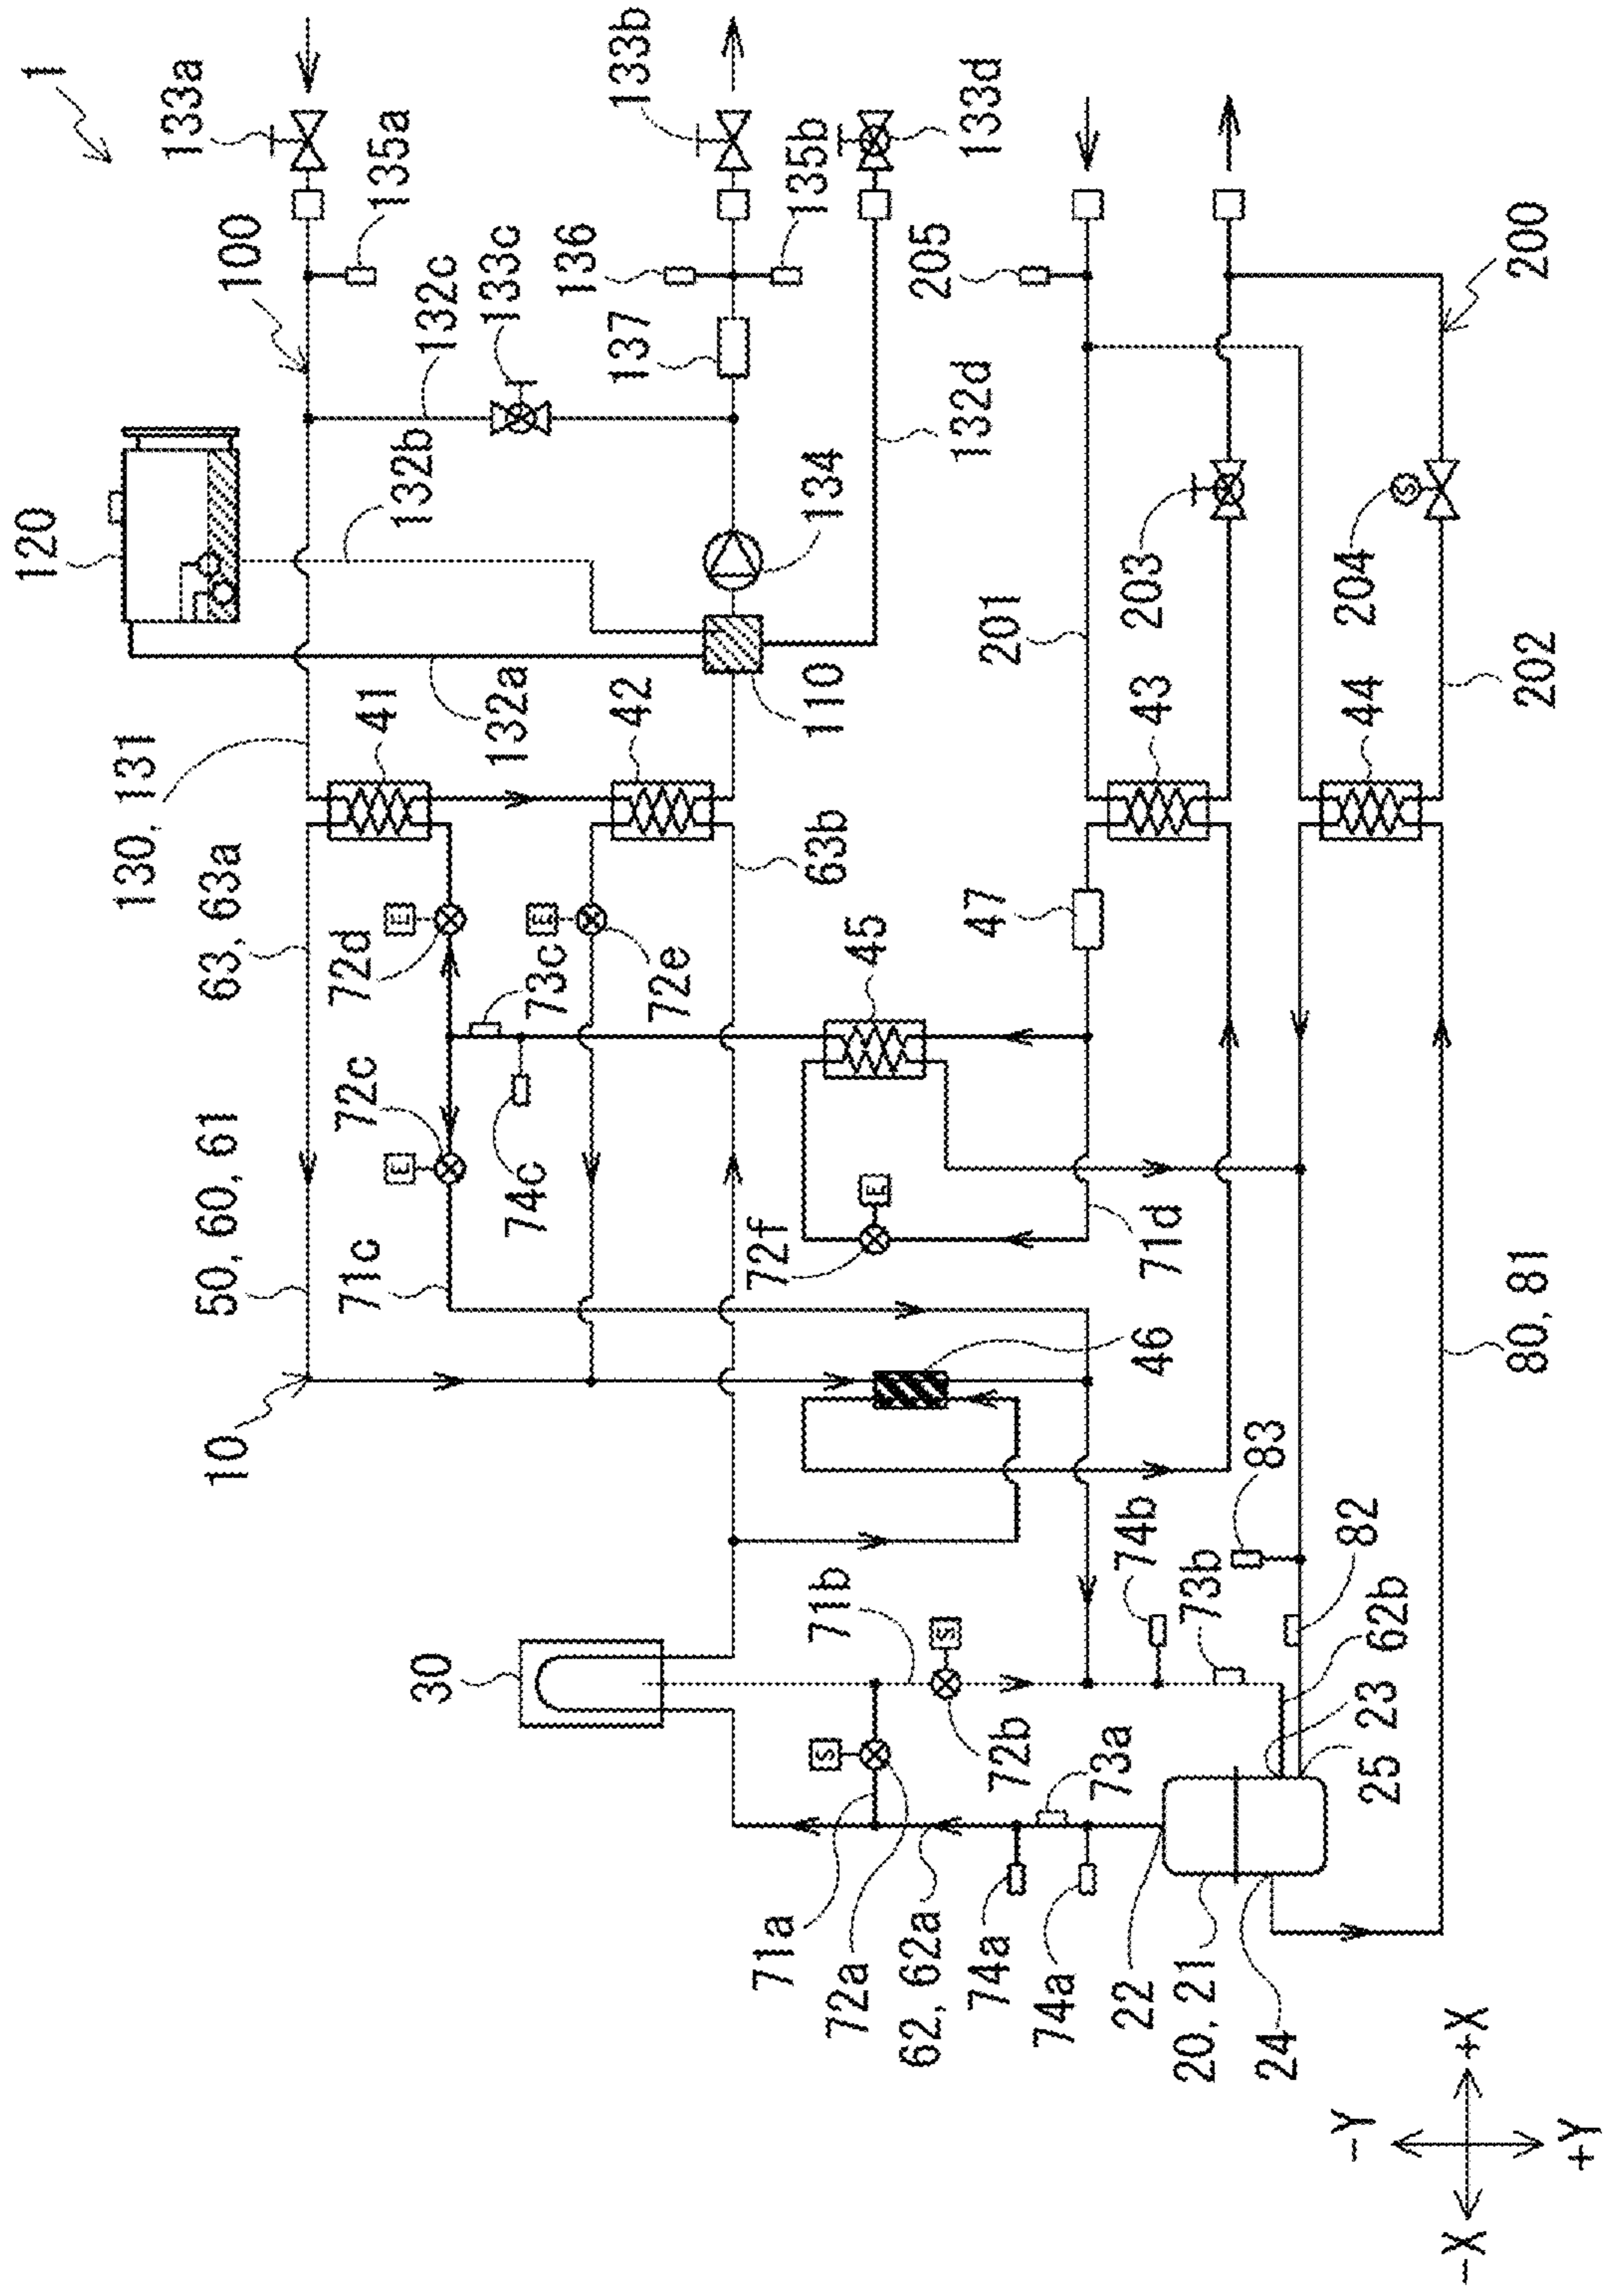 1
133a
135a
100
132c
133c
136
137
133b
135b
133d
205
200
120
132b
132d
134
201
203
S
204
202
130, 131
41
132a
42
110
43
44
63, 63a
E
72d
E
73c
72e
63b
45
47
50, 60, 61
72c
E
71c
74c
72f
E
71d
80, 81
10
46
83
82
74b
73b
62b
30
71b
S
S
72b
73a
23
25
71a
72a
62, 62a
74a
74a
22
20, 21
24
-Y
+X
-X
+Y